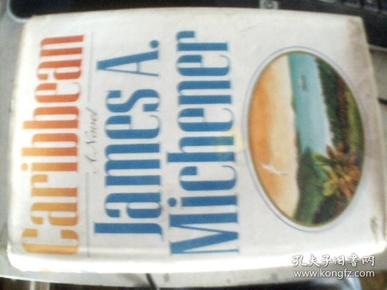 Caribbean
A Novel
James A.
Michener
孔夫子旧书网
www.kongfz.com